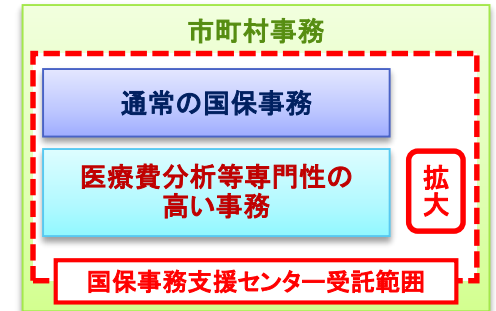 市町村事務
通常の国保事務
医療費分析等専門性の
高い事務
拡大
国保事務支援センター受託範囲